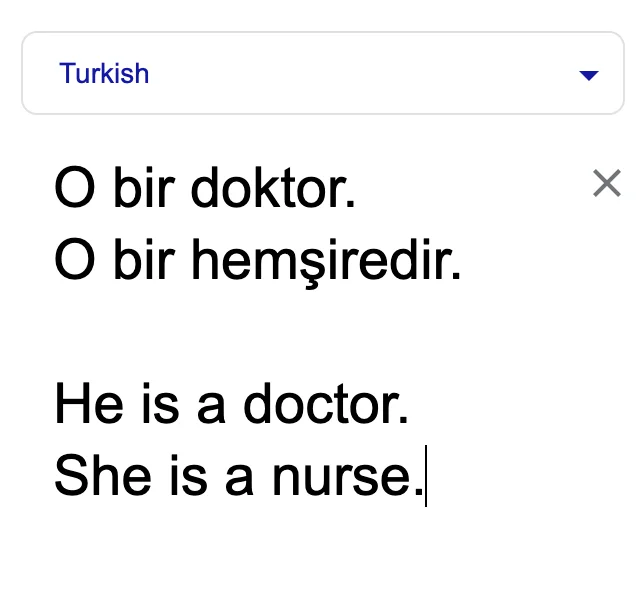 Turkish
O bir doktor.
O bir hemşiredir.
He is a doctor.
She is a nurse.